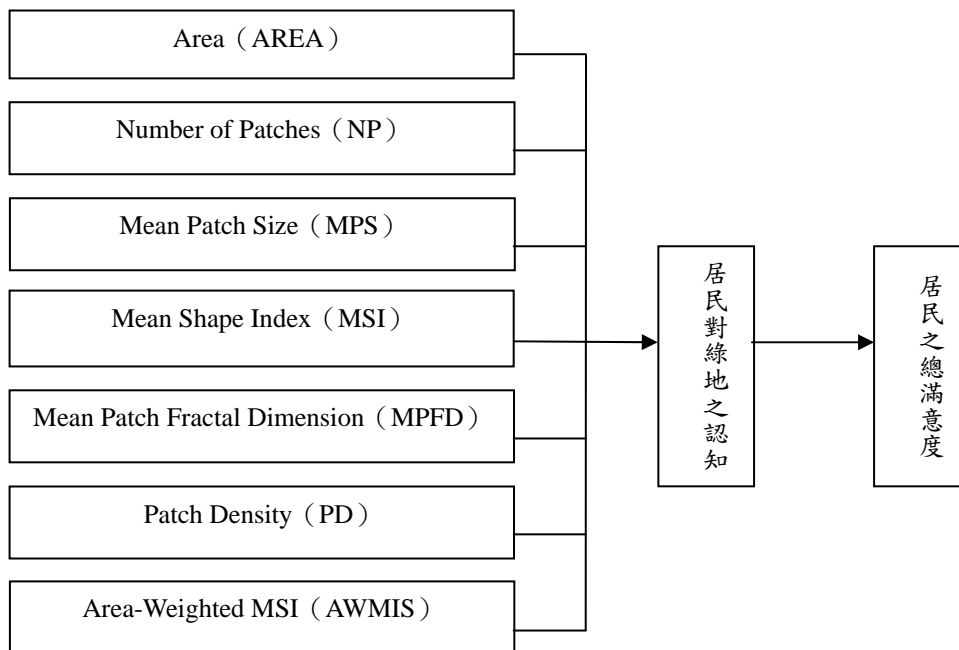 Area（AREA）
Number of Patches（NP）
Mean Patch Size（MPS）
Mean Shape Index（MSI）
Mean Patch Fractal Dimension（MPFD）
Patch Density（PD）
Area-Weighted MSI（AWMIS）
居民對綠地之認知
居民之總滿意度